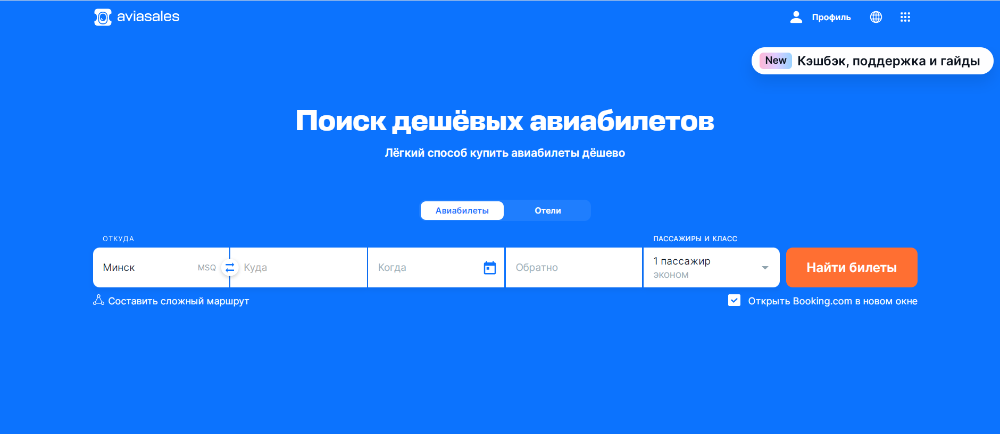 aviasales
Профиль
New Кэшбэк, поддержка и гайды
Поиск дешёвых авиабилетов
Лёгкий способ купить авиабилеты дёшево
Авиабилеты Отели
ОТКУДА
ПАССАЖИРЫ И КЛАСС
Минск MSQ Куда Когда Обратно
1 пассажир
эконом
Найти билеты
Составить сложный маршрут
Открыть Booking.com в новом окне